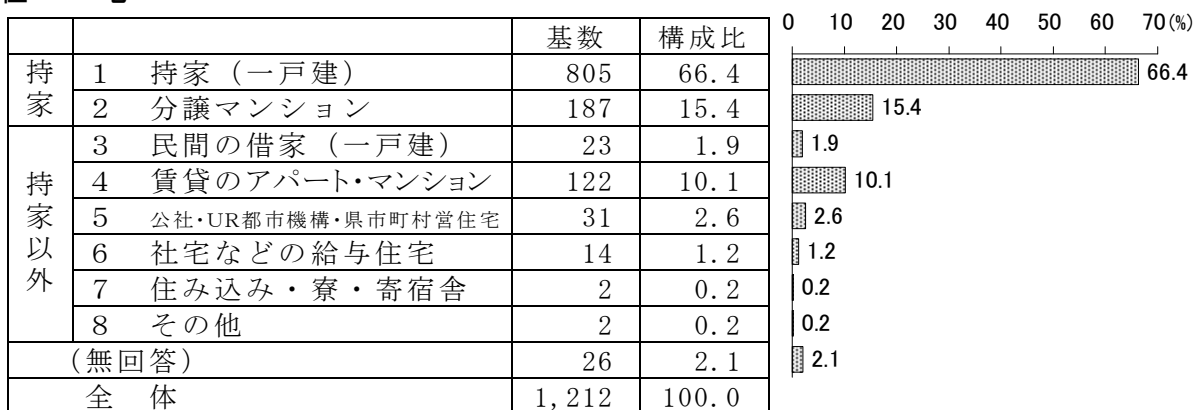 基数 構成比 0 10 20 30 40 50 60 70(%)
持家 1 持家（一戸建） 805 66.4 66.4
2 分譲マンション 187 15.4 15.4
持家以外 3 民間の借家（一戸建） 23 1.9 1.9
4 賃貸のアパート・マンション 122 10.1 10.1
5 公社・UR都市機構・県市町村営住宅 31 2.6 2.6
6 社宅などの給与住宅 14 1.2 1.2
7 住み込み・寮・寄宿舎 2 0.2 0.2
8 その他 2 0.2 0.2
（無回答） 26 2.1 2.1
全体 1,212 100.0